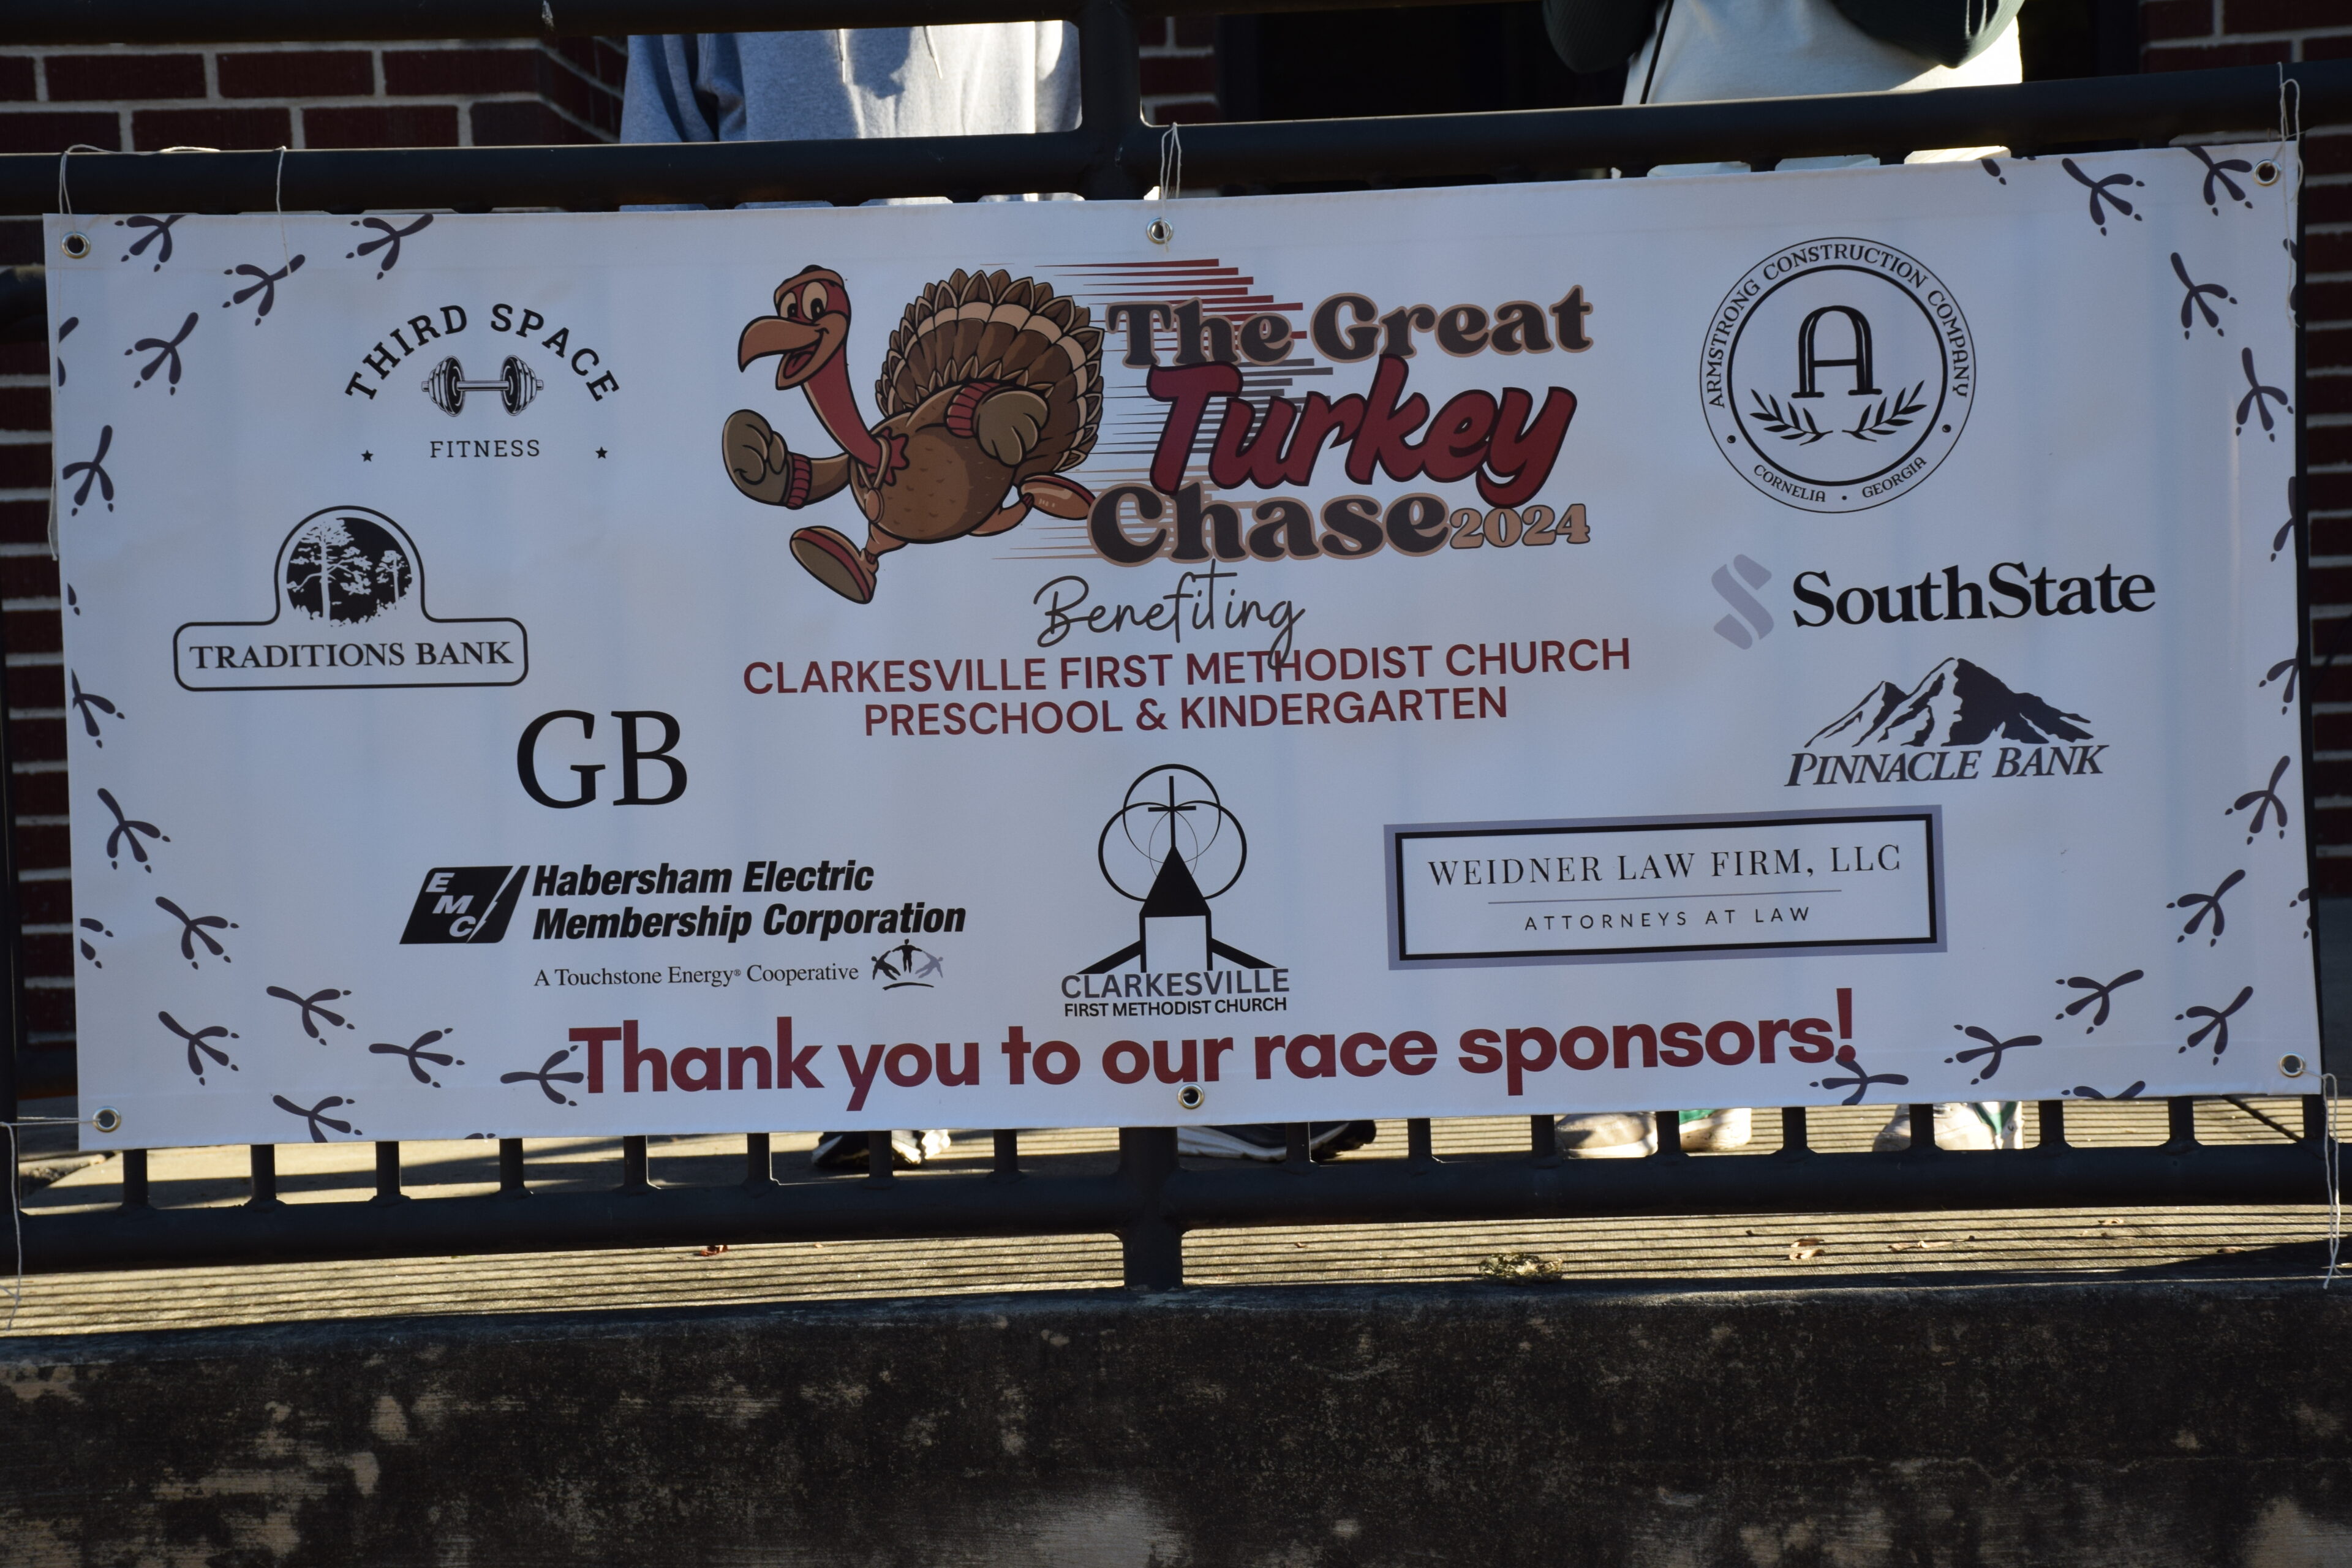 The Great
Turkey
Chase 2024
Benefiting
CLARKESVILLE FIRST METHODIST CHURCH
PRESCHOOL & KINDERGARTEN
THIRD SPACE
FITNESS
TRADITIONS BANK
GB
EMC
Habersham Electric
Membership Corporation
A Touchstone Energy® Cooperative
CLARKESVILLE
FIRST METHODIST CHURCH
ARMSTRONG CONSTRUCTION COMPANY
A
CORNELIA • GEORGIA
SouthState
PINNACLE BANK
WEIDNER LAW FIRM, LLC
ATTORNEYS AT LAW
Thank you to our race sponsors!